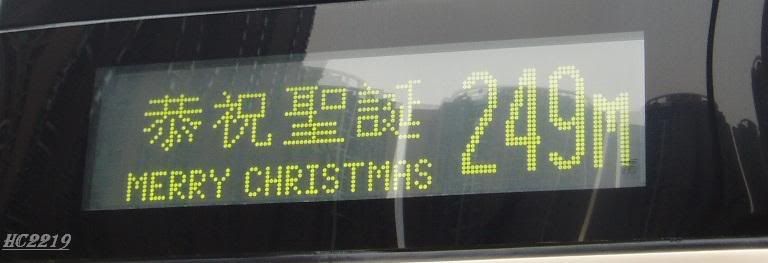 恭祝聖誕 249M
MERRY CHRISTMAS
HC2219